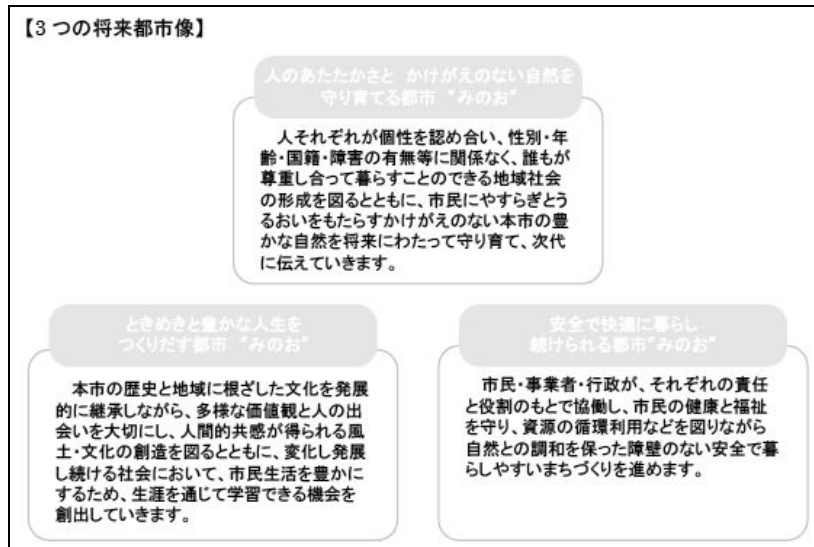 【3 つの将来都市像】
人のあたたかさと かけがえのない自然を
守り育てる都市 “みのお”
人それぞれが個性を認め合い、性別・年
齢・国籍・障害の有無等に関係なく、誰もが
尊重し合って暮らすことのできる地域社会
の形成を図るとともに、市民にやすらぎとう
るおいをもたらすかけがえのない本市の豊
かな自然を将来にわたって守り育て、次代
に伝えていきます。
ときめきと豊かな人生を
つくりだす都市 “みのお”
本市の歴史と地域に根ざした文化を発展
的に継承しながら、多様な価値観と人の出
会いを大切にし、人間的共感が得られる風
土・文化の創造を図るとともに、変化し発展
し続ける社会において、市民生活を豊かに
するため、生涯を通じて学習できる機会を
創出していきます。
安全で快適に暮らし
続けられる都市“みのお”
市民・事業者・行政が、それぞれの責任
と役割のもとで協働し、市民の健康と福祉
を守り、資源の循環利用などを図りながら
自然との調和を保った障壁のない安全で暮
らしやすいまちづくりを進めます。